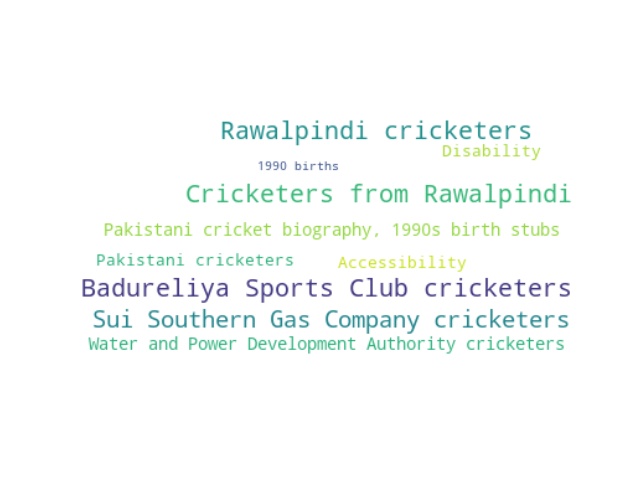 Rawalpindi cricketers
Disability
1990 births
Cricketers from Rawalpindi
Pakistani cricket biography, 1990s birth stubs
Pakistani cricketers
Accessibility
Badureliya Sports Club cricketers
Sui Southern Gas Company cricketers
Water and Power Development Authority cricketers